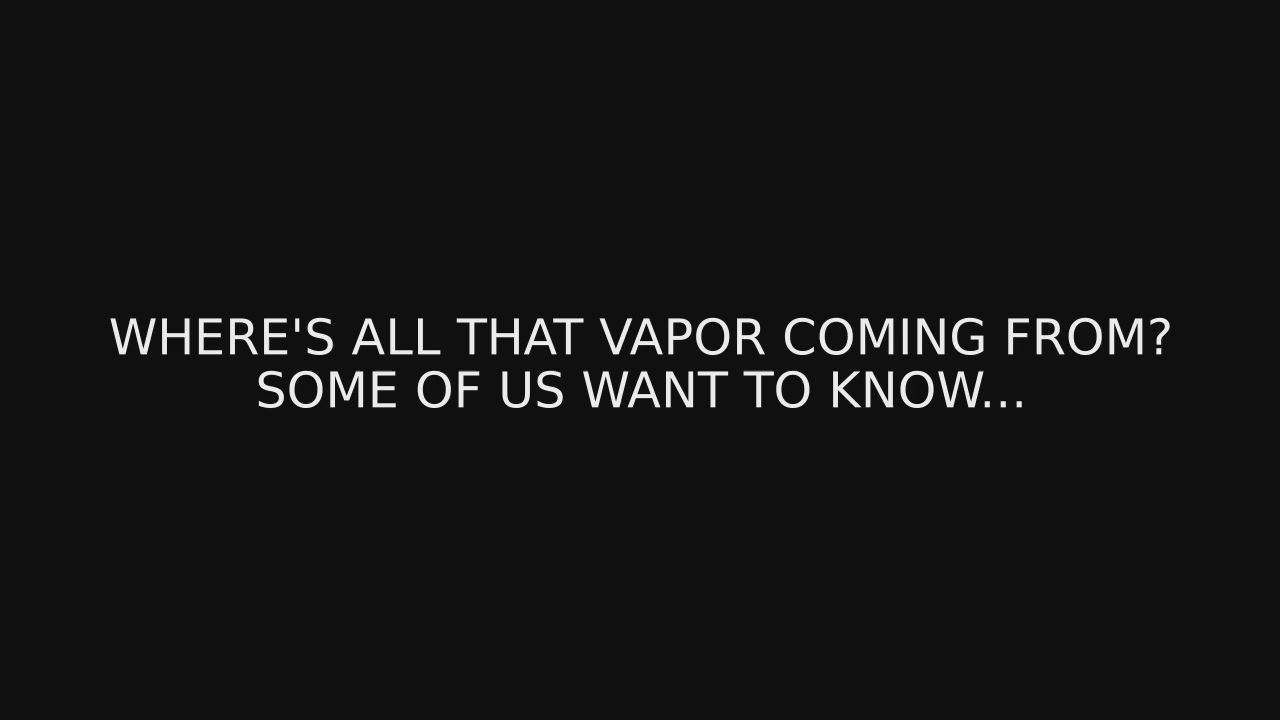 WHERE'S ALL THAT VAPOR COMING FROM?
SOME OF US WANT TO KNOW...